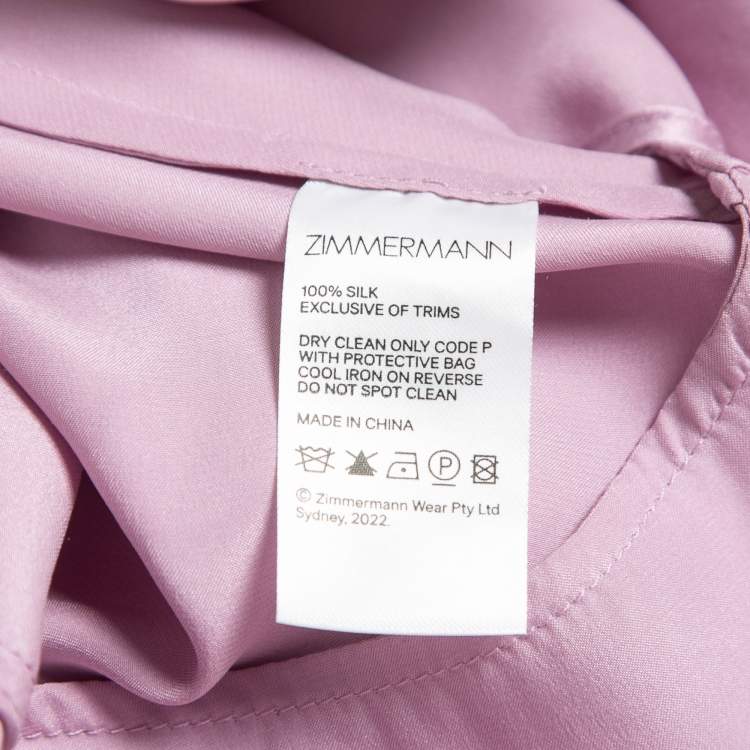 ZIMMERMANN
100% SILK
EXCLUSIVE OF TRIMS
DRY CLEAN ONLY CODE P
WITH PROTECTIVE BAG
COOL IRON ON REVERSE
DO NOT SPOT CLEAN
MADE IN CHINA
P
© Zimmermann Wear Pty Ltd
Sydney, 2022.